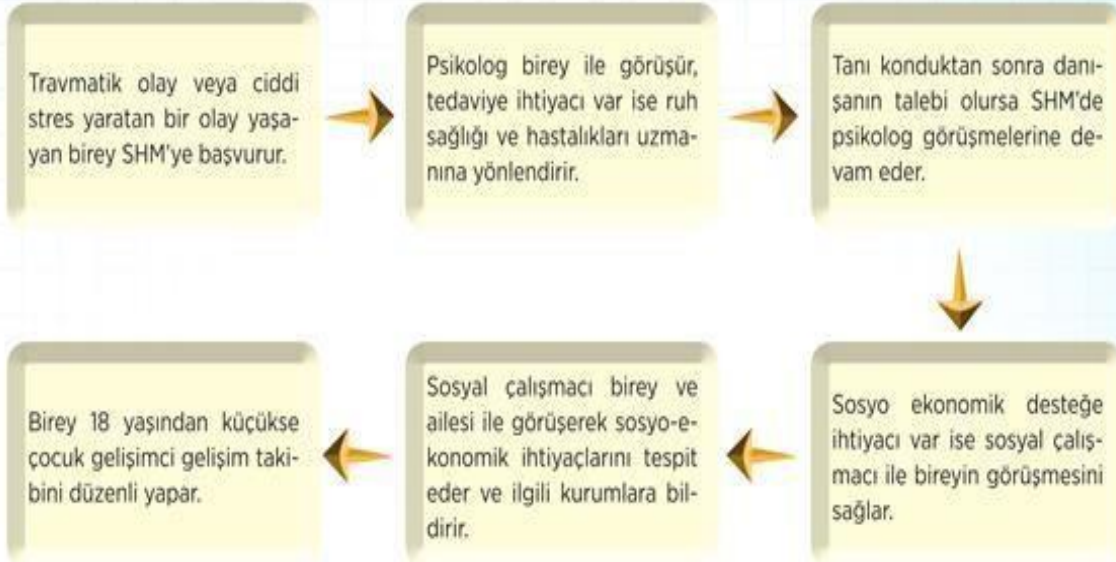 Travmatik olay veya ciddi
stres yaratan bir olay yaşa-
yan birey SHM'ye başvurur.
Psikolog birey ile görüşür,
tedaviye ihtiyacı var ise ruh
sağlığı ve hastalıkları uzma-
nına yönlendirir.
Tanı konduktan sonra danı-
şanın talebi olursa SHM'de
psikolog görüşmelerine de-
vam eder.
Sosyo ekonomik desteğe
ihtiyacı var ise sosyal çalış-
macı ile bireyin görüşmesini
sağlar.
Sosyal çalışmacı birey ve
ailesi ile görüşerek sosyo-e-
konomik ihtiyaçlarını tespit
eder ve ilgili kurumlara bil-
dirir.
Birey 18 yaşından küçükse
çocuk gelişimci gelişim taki-
bini düzenli yapar.